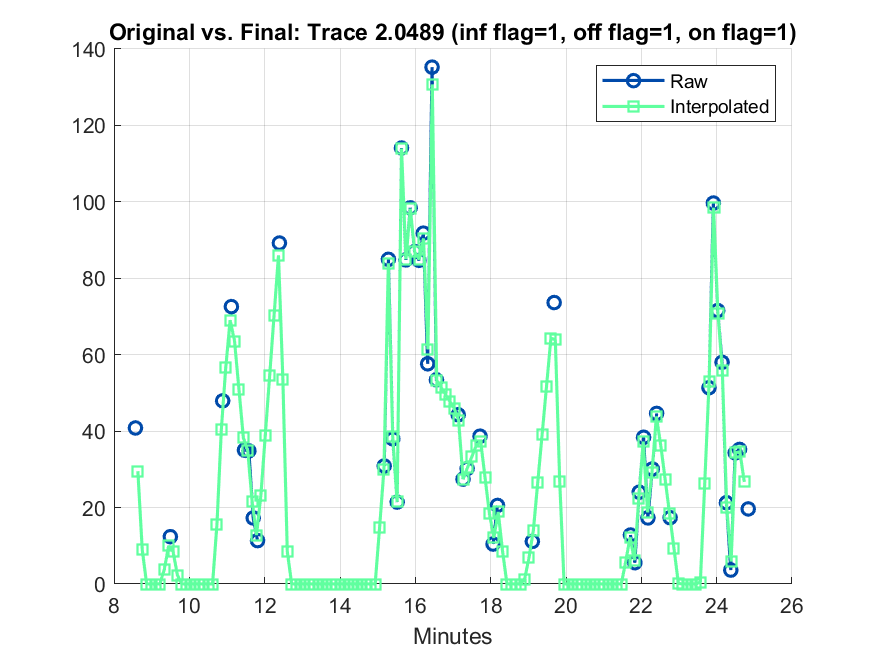 Original vs. Final: Trace 2.0489 (inf flag=1, off flag=1, on flag=1)
140
120
100
80
60
40
20
0
Raw
Interpolated
8 10 12 14 16 18 20 22 24 26
Minutes